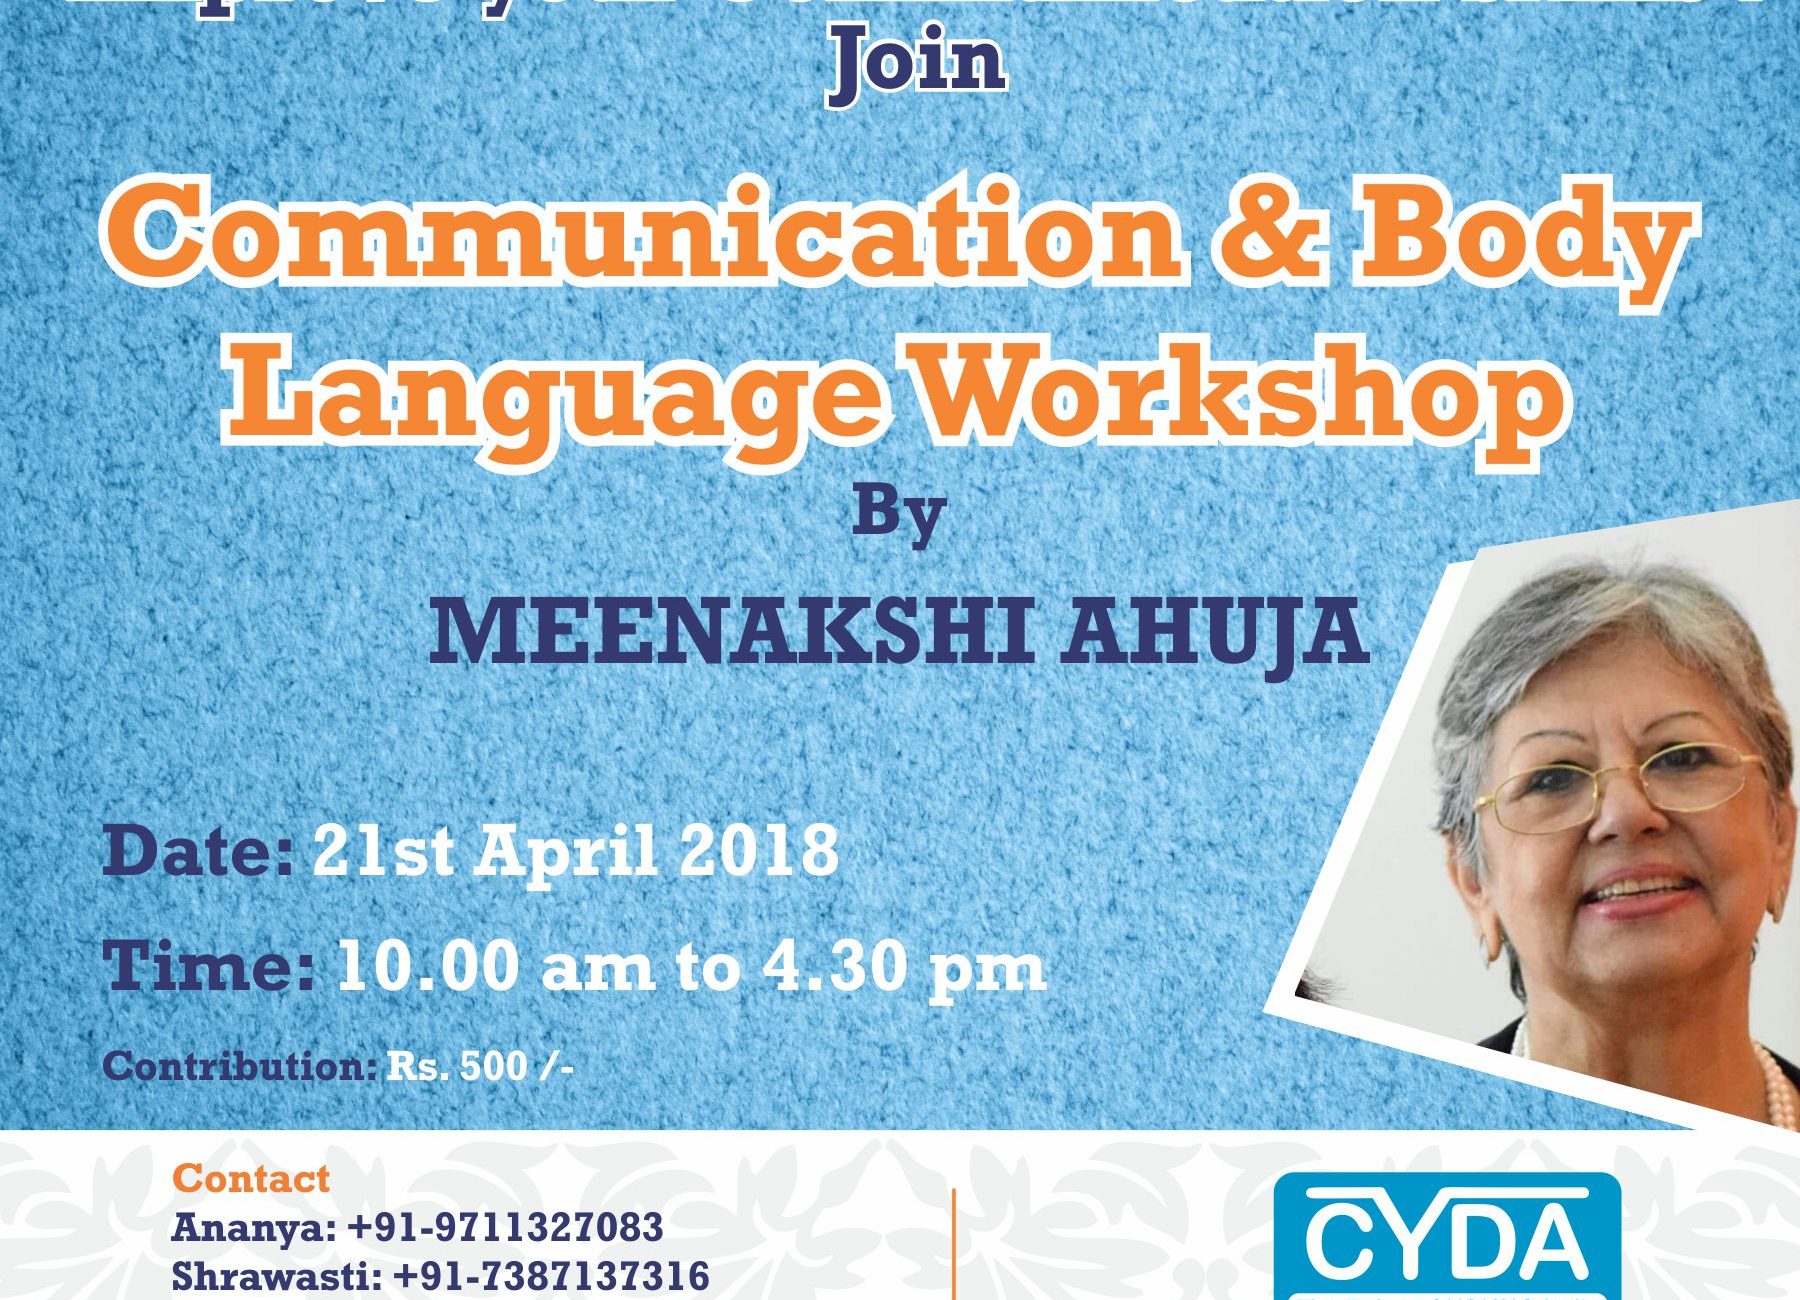 Join
Communication & Body
Language Workshop
By
MEENAKSHI AHUJA
Date: 21st April 2018
Time: 10.00 am to 4.30 pm
Contribution: Rs. 500 /-
Contact
Ananya: +91-9711327083
Shrawasti: +91-7387137316
CYDA